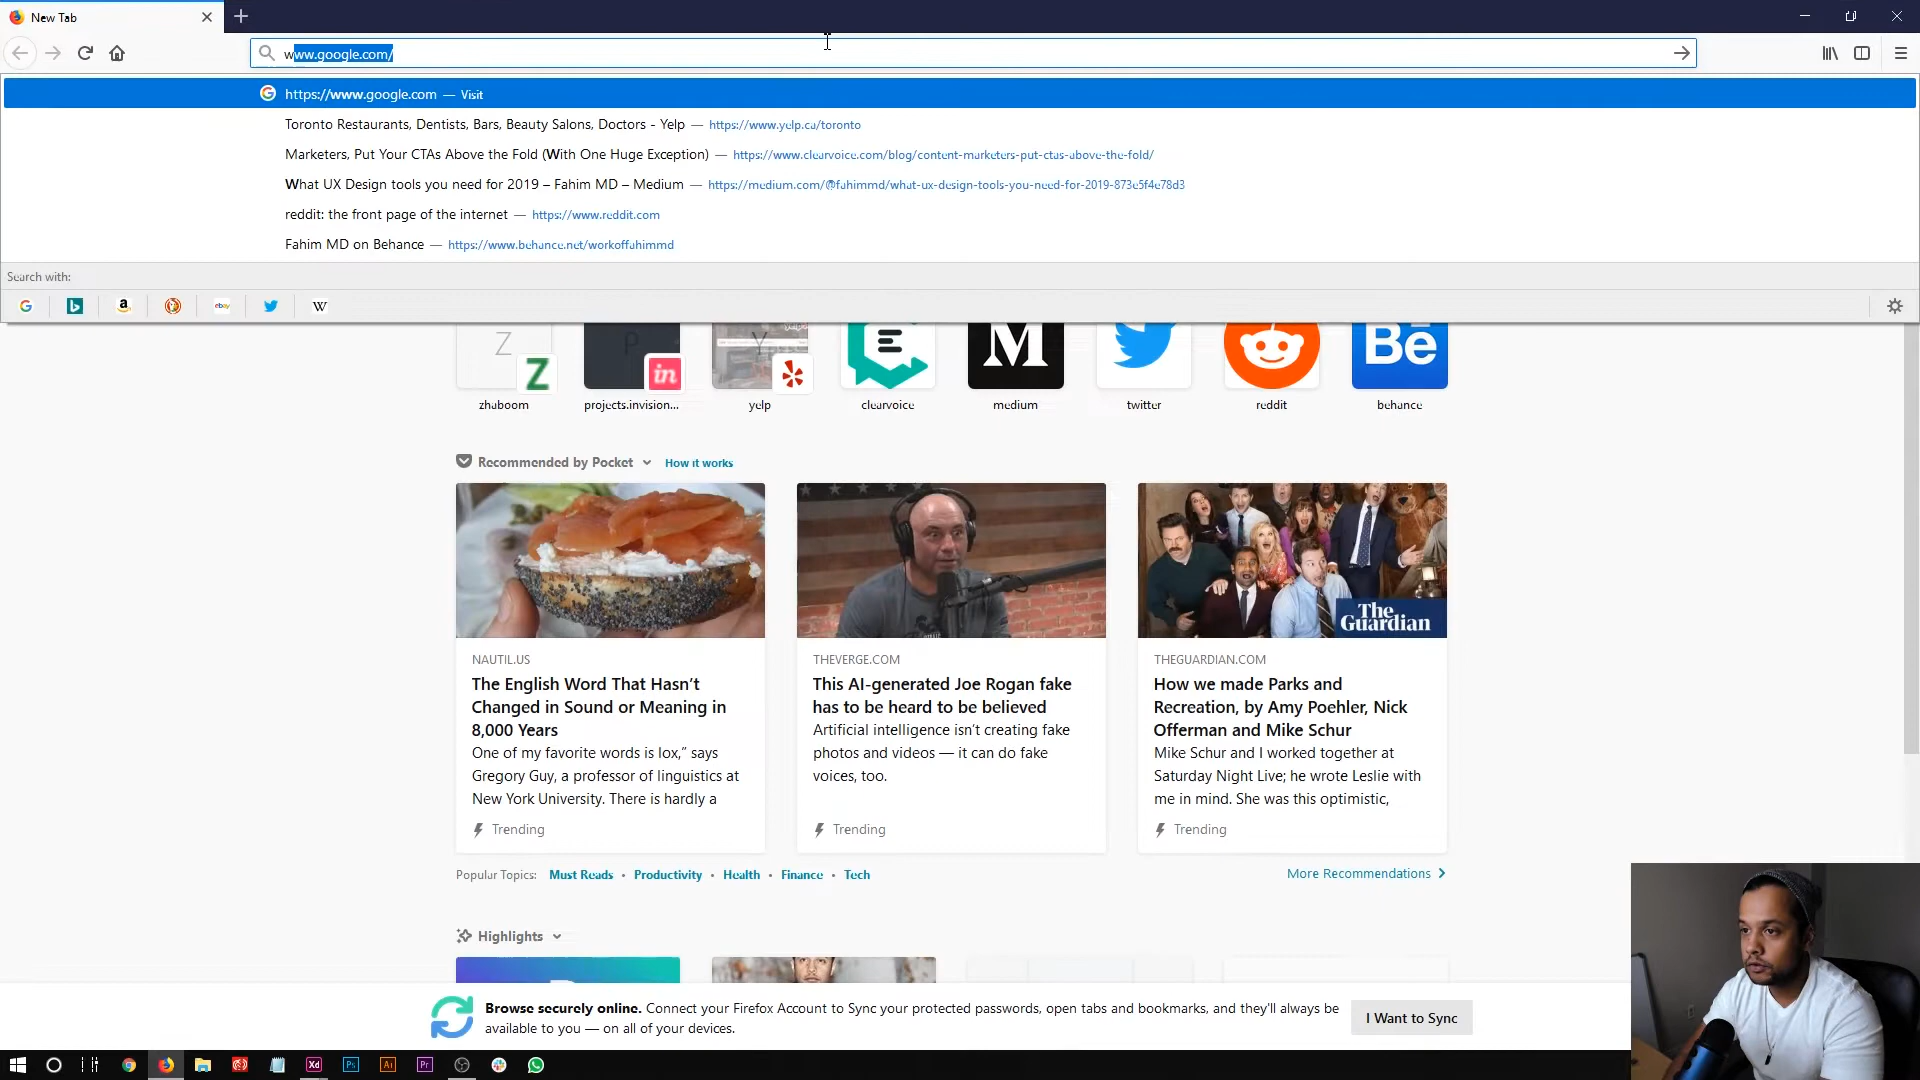 New Tab
www.google.com/
https://www.google.com — Visit
Toronto Restaurants, Dentists, Bars, Beauty Salons, Doctors - Yelp — https://www.yelp.ca/toronto
Marketers, Put Your CTAs Above the Fold (With One Huge Exception) — https://www.clearvoice.com/blog/content-marketers-put-ctas-above-the-fold/
What UX Design tools you need for 2019 – Fahim MD – Medium — https://medium.com/@fahimmd/what-ux-design-tools-you-need-for-2019-873e5f4e78d3
reddit: the front page of the internet — https://www.reddit.com
Fahim MD on Behance — https://www.behance.net/workoffahimmd
Search with:
G b a ebay W
Z P Y M Bē
Z in
zhaboom projects.invision... yelp clearvoice medium twitter reddit behance
Recommended by Pocket How it works
The Guardian
NAUTIL.US
The English Word That Hasn't
Changed in Sound or Meaning in
8,000 Years
One of my favorite words is lox,” says
Gregory Guy, a professor of linguistics at
New York University. There is hardly a
Trending
THEVERGE.COM
This AI-generated Joe Rogan fake
has to be heard to be believed
Artificial intelligence isn't creating fake
photos and videos — it can do fake
voices, too.
Trending
THEGUARDIAN.COM
How we made Parks and
Recreation, by Amy Poehler, Nick
Offerman and Mike Schur
Mike Schur and I worked together at
Saturday Night Live; he wrote Leslie with
me in mind. She was this optimistic,
Trending
Popular Topics: Must Reads • Productivity • Health • Finance • Tech
More Recommendations
Highlights
Browse securely online. Connect your Firefox Account to Sync your protected passwords, open tabs and bookmarks, and they'll always be
available to you — on all of your devices.
I Want to Sync
Xd Ps Ai Pr